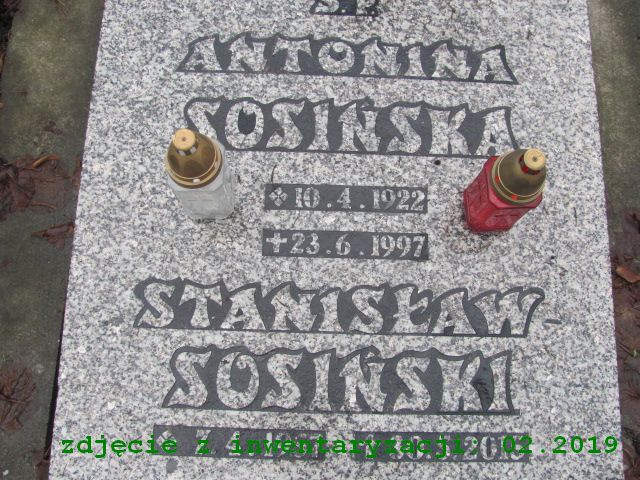 Ś.P.
ANTONINA
SOSIŃSKA
10.4.1922
+23.6.1997
STANISŁAW
SOSIŃSKI
zdjęcie z inwentaryzacji: 02.2019